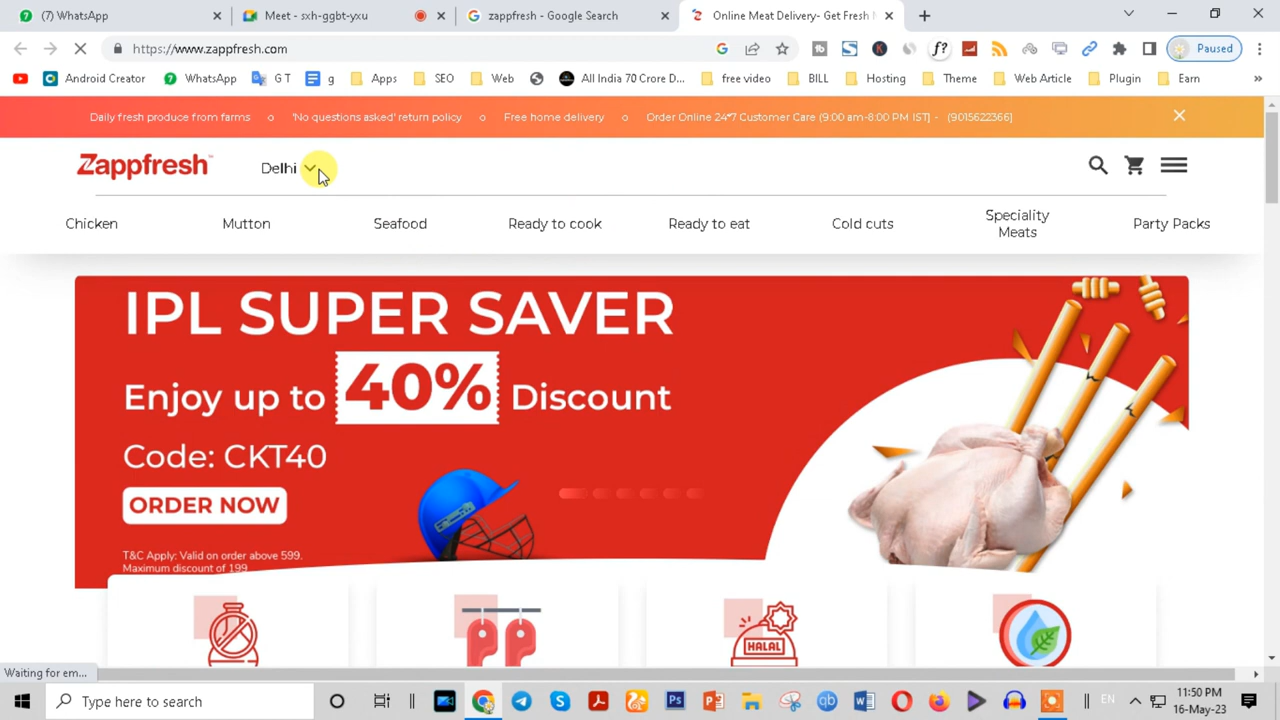 (7) WhatsApp
Meet - sxh-ggbt-yxu
zappfresh - Google Search
Online Meat Delivery- Get Fresh M
https://www.zappfresh.com
Paused
Android Creator
WhatsApp
G T
g
Apps
SEO
Web
All India 70 Crore D...
free video
BILL
Hosting
Theme
Web Article
Plugin
Earn
Daily fresh produce from farms o 'No questions asked' return policy o Free home delivery o Order Online 24*7 Customer Care (9:00 am-8:00 PM IST] - (9015622366]
Zappfresh™
Delhi
Chicken
Mutton
Seafood
Ready to cook
Ready to eat
Cold cuts
Speciality
Meats
Party Packs
IPL SUPER SAVER
Enjoy up to 40% Discount
Code: CKT40
ORDER NOW
T&C Apply: Valid on order above 599.
Maximum discount of 199
HALAL
Waiting for em...
Type here to search
EN
11:50 PM
16-May-23